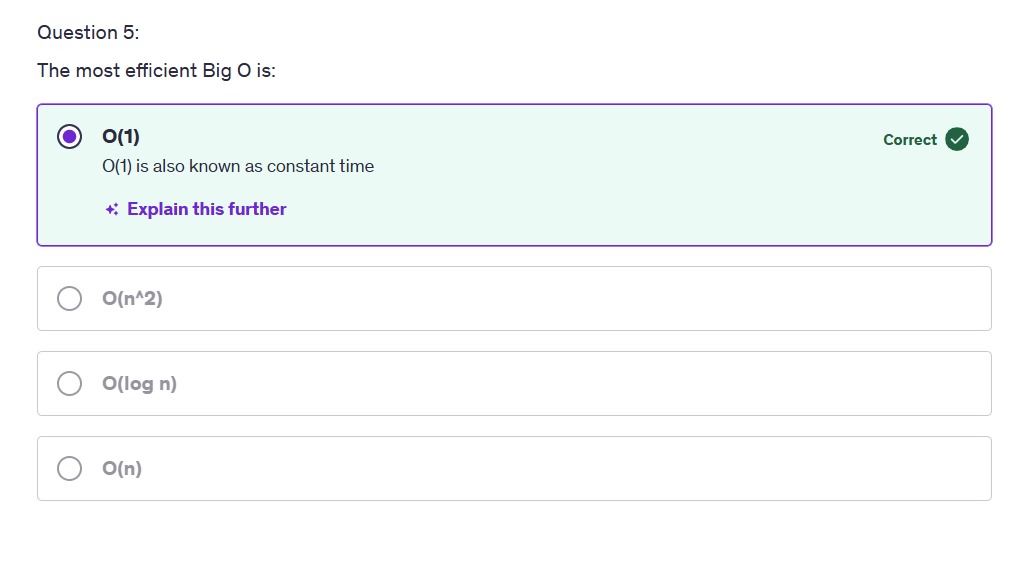 Question 5:
The most efficient Big O is:
O(1)
Correct
O(1) is also known as constant time
Explain this further
O(n^2)
O(log n)
O(n)